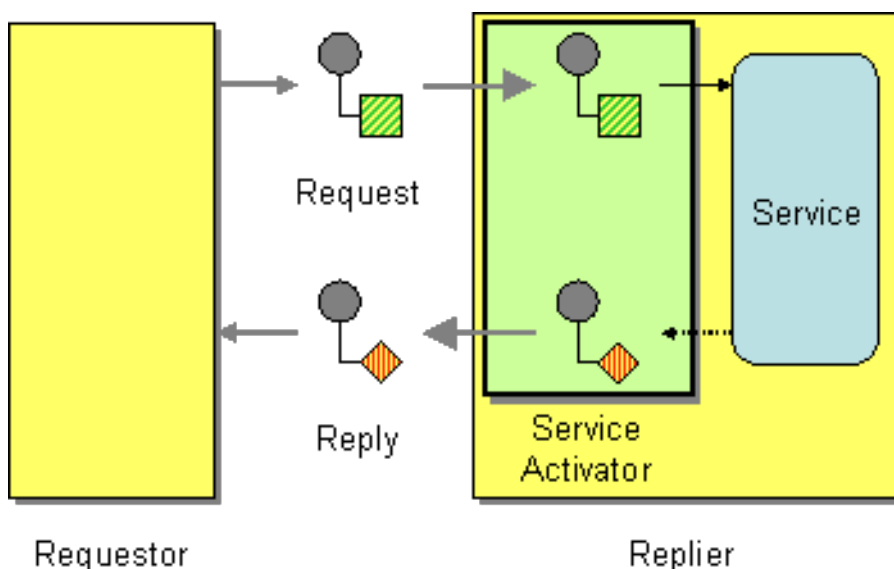 Request
Service
Reply
Service
Activator
Requestor
Replier